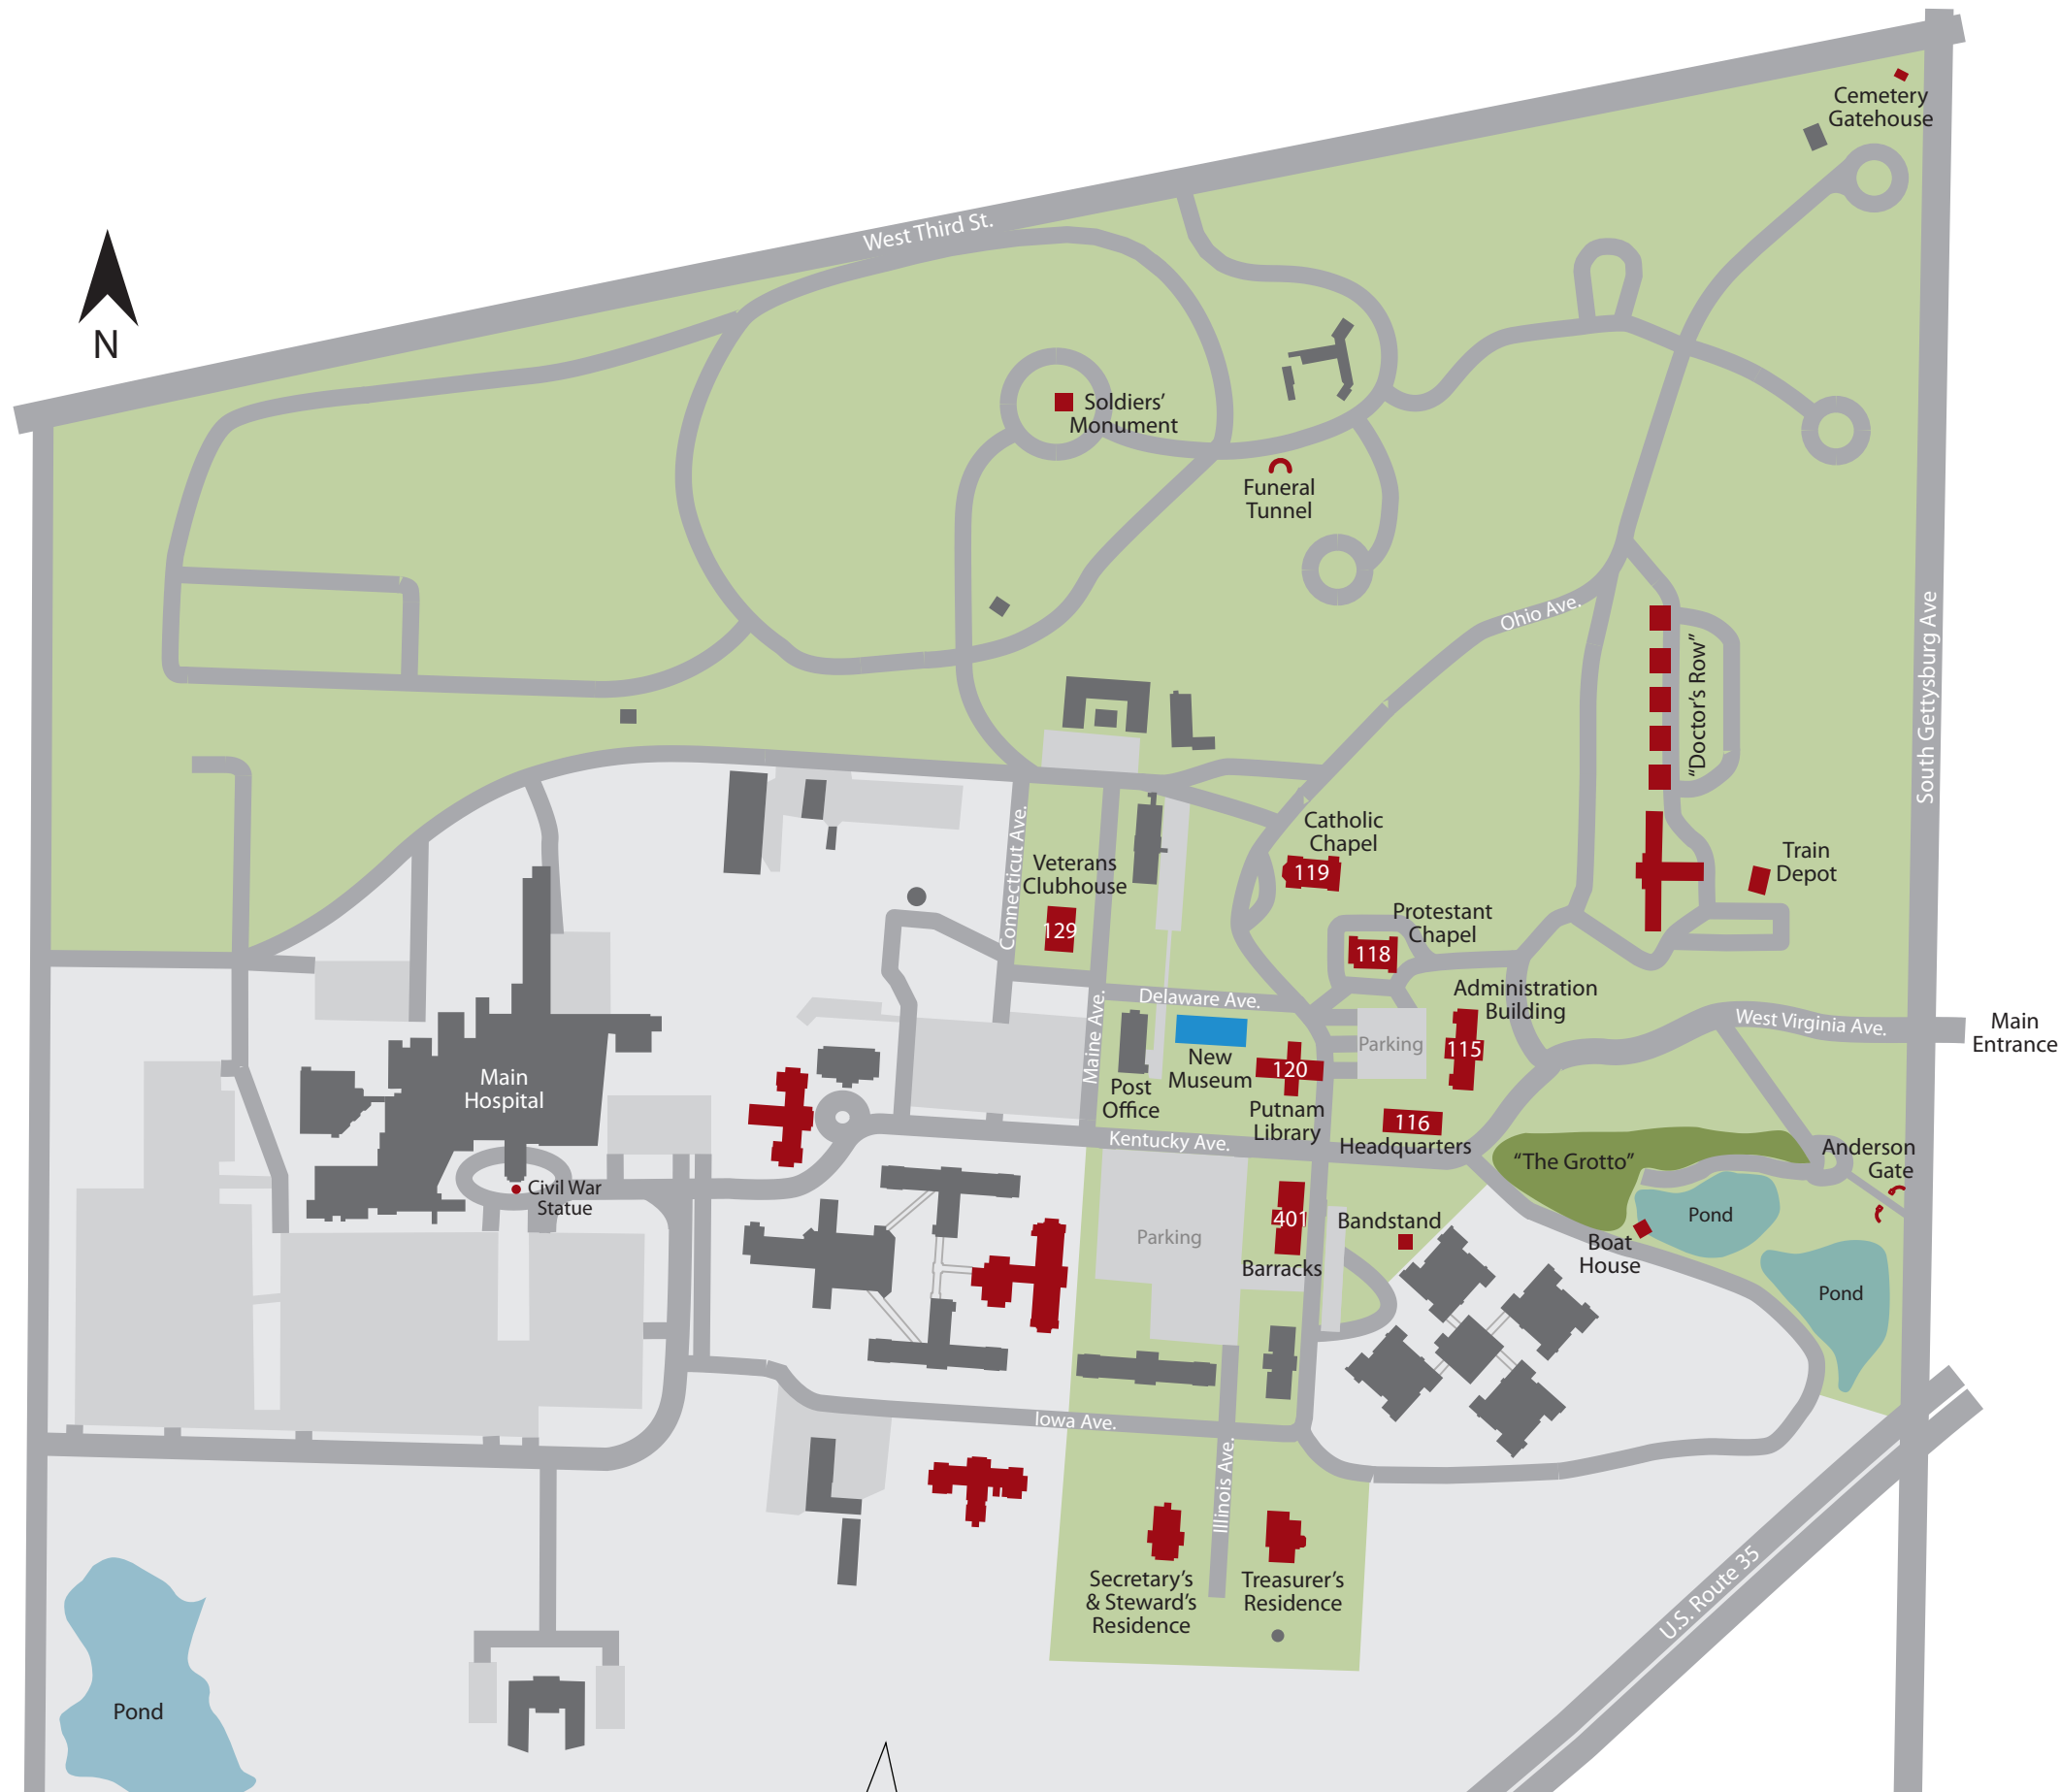 Cemetery
Gatehouse
West Third St.
N
Soldiers’
Monument
Funeral
Tunnel
Ohio Ave.
“Doctor’s Row”
South Gettysburg Ave
Catholic
Chapel
119
Connecticut Ave.
Veterans
Clubhouse
129
Train
Depot
Protestant
Chapel
118
Administration
Building
115
Delaware Ave.
Maine Ave.
New
Museum
Post
Office
120
Putnam
Library
Parking
West Virginia Ave.
Main
Entrance
Main
Hospital
116
Headquarters
Kentucky Ave.
“The Grotto”
Anderson
Gate
Civil War
Statue
Parking
401
Barracks
Bandstand
Boat
House
Pond
Pond
Iowa Ave.
Illinois Ave.
Secretary’s
& Steward’s
Residence
Treasurer’s
Residence
U.S. Route 35
Pond